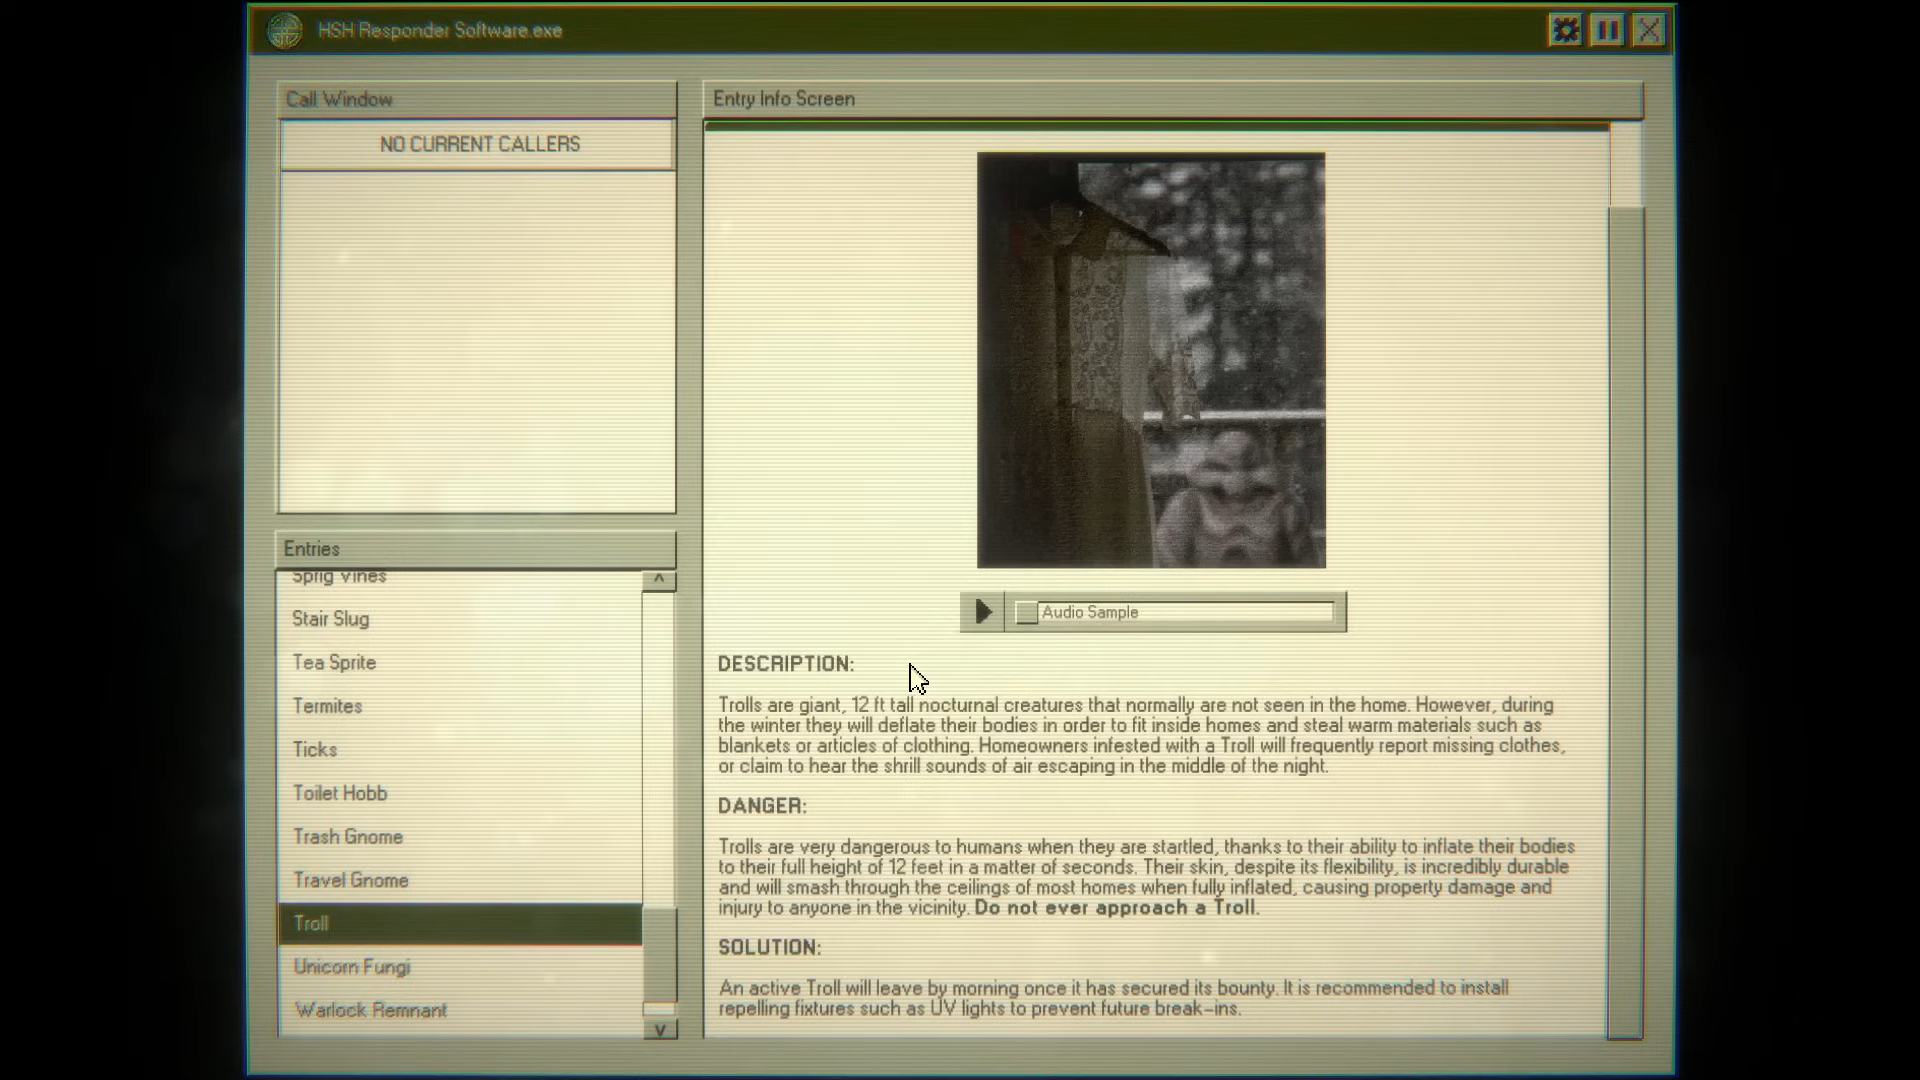 HSH Responder Software.exe
Call Window
NO CURRENT CALLERS
Entries
Sprig Vines
Stair Slug
Tea Sprite
Termites
Ticks
Toilet Hobb
Trash Gnome
Travel Gnome
Troll
Unicorn Fungi
Warlock Remnant
Entry Info Screen
Audio Sample
DESCRIPTION:
Trolls are giant, 12 ft tall nocturnal creatures that normally are not seen in the home. However, during
the winter they will deflate their bodies in order to fit inside homes and steal warm materials such as
blankets or articles of clothing. Homeowners infested with a Troll will frequently report missing clothes,
or claim to hear the shrill sounds of air escaping in the middle of the night.
DANGER:
Trolls are very dangerous to humans when they are startled, thanks to their ability to inflate their bodies
to their full height of 12 feet in a matter of seconds. Their skin, despite its flexibility, is incredibly durable
and will smash through the ceilings of most homes when fully inflated, causing property damage and
injury to anyone in the vicinity. Do not ever approach a Troll.
SOLUTION:
An active Troll will leave by morning once it has secured its bounty. It is recommended to install
repelling fixtures such as UV lights to prevent future break-ins.